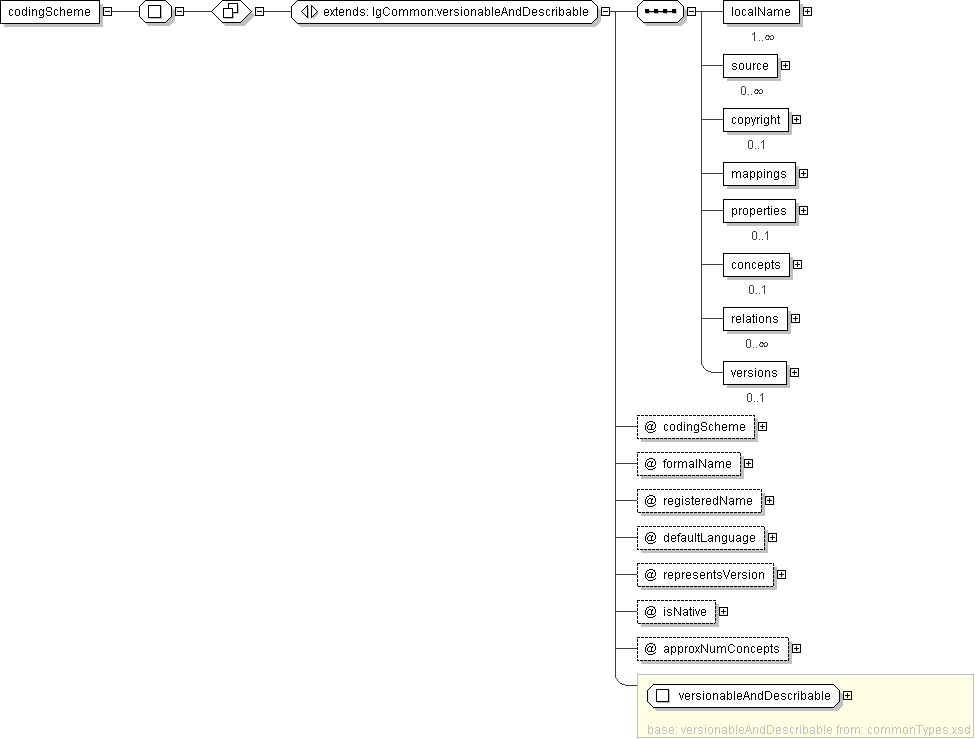 codingScheme
extends: lgCommon:versionableAndDescribable
localName
1..∞
source
0..∞
copyright
0..1
mappings
properties
0..1
concepts
0..1
relations
0..∞
versions
0..1
@ codingScheme
@ formalName
@ registeredName
@ defaultLanguage
@ representsVersion
@ isNative
@ approxNumConcepts
versionableAndDescribable
base: versionableAndDescribable from: commonTypes.xsd